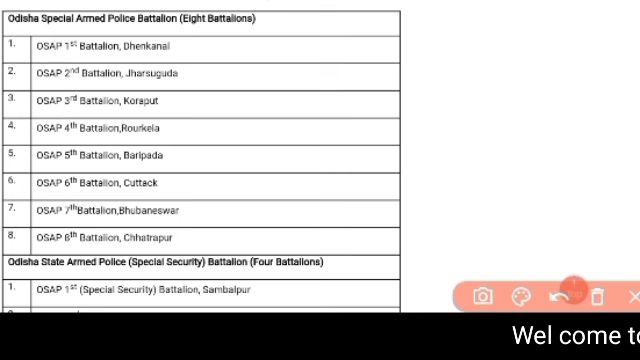 Odisha Special Armed Police Battalion (Eight Battalions)
1. OSAP 1st Battalion, Dhenkanal
2. OSAP 2nd Battalion, Jharsuguda
3. OSAP 3rd Battalion, Koraput
4. OSAP 4th Battalion,Rourkela
5. OSAP 5th Battalion, Baripada
6. OSAP 6th Battalion, Cuttack
7. OSAP 7thBattalion,Bhubaneswar
8. OSAP 8th Battalion, Chhatrapur
Odisha State Armed Police (Special Security) Battalion (Four Battalions)
1. OSAP 1st (Special Security) Battalion, Sambalpur
Wel come to